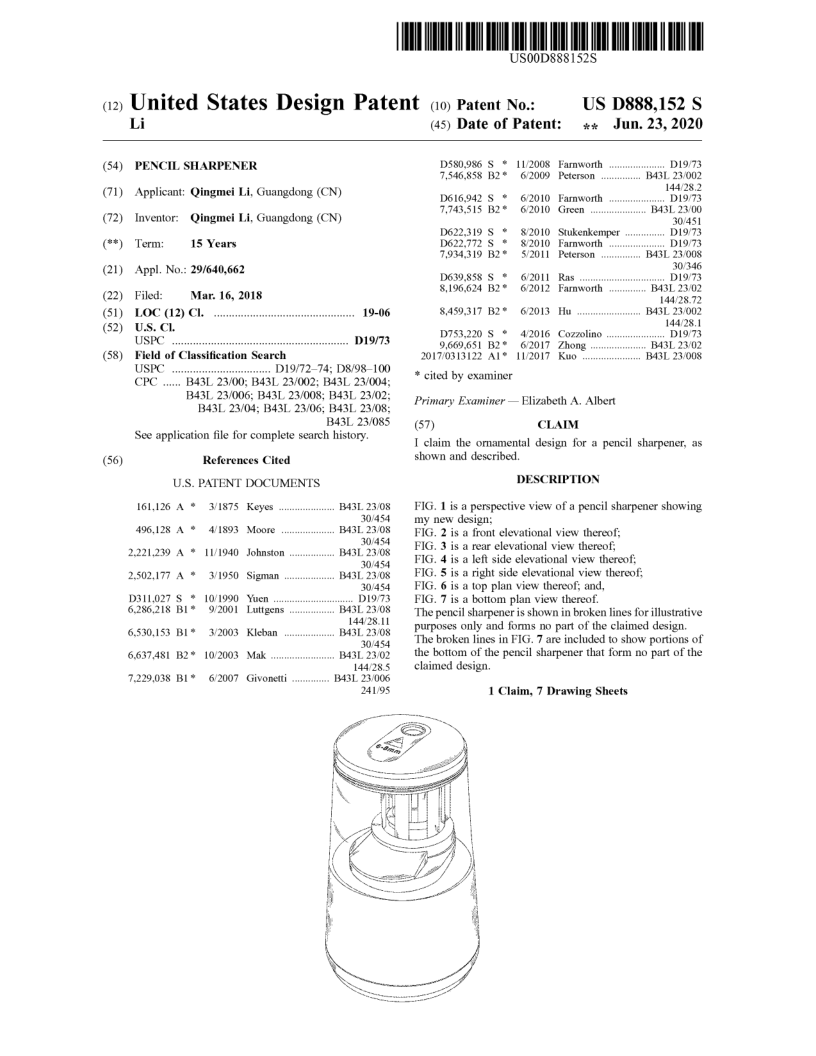 US00D888152S
(12) United States Design Patent
Li
(10) Patent No.: US D888,152 S
(45) Date of Patent: ** Jun. 23, 2020
(54) PENCIL SHARPENER
(71) Applicant: Qingmei Li, Guangdong (CN)
(72) Inventor: Qingmei Li, Guangdong (CN)
(**) Term: 15 Years
(21) Appl. No.: 29/640,662
(22) Filed: Mar. 16, 2018
(51) LOC (12) Cl. ................................................ 19-06
(52) U.S. Cl.
USPC ...................................................... D19/73
(58) Field of Classification Search
USPC ................................ D19/72–74; D8/98–100
CPC ...... B43L 23/00; B43L 23/002; B43L 23/004;
B43L 23/006; B43L 23/008; B43L 23/02;
B43L 23/04; B43L 23/06; B43L 23/08;
B43L 23/085
See application file for complete search history.
(56) References Cited
U.S. PATENT DOCUMENTS
161,126 A * 3/1875 Keyes ..................... B43L 23/08
30/454
496,128 A * 4/1893 Moore .................... B43L 23/08
30/454
2,221,239 A * 11/1940 Johnston ................. B43L 23/08
30/454
2,502,177 A * 3/1950 Sigman ................... B43L 23/08
30/454
D311,027 S * 10/1990 Yuen .............................. D19/73
6,286,218 B1 * 9/2001 Luttgens ................. B43L 23/08
144/28.11
6,530,153 B1 * 3/2003 Kleban ................... B43L 23/08
30/454
6,637,481 B2 * 10/2003 Mak ........................ B43L 23/02
144/28.5
7,229,038 B1 * 6/2007 Givonetti .............. B43L 23/006
241/95
D580,986 S * 11/2008 Farnworth ..................... D19/73
7,546,858 B2 * 6/2009 Peterson ............... B43L 23/002
144/28.2
D616,942 S * 6/2010 Farnworth ..................... D19/73
7,743,515 B2 * 6/2010 Green ..................... B43L 23/00
30/451
D622,319 S * 8/2010 Stukenkemper ............... D19/73
D622,772 S * 8/2010 Farnworth ..................... D19/73
7,934,319 B2 * 5/2011 Peterson ............... B43L 23/008
30/346
D639,858 S * 6/2011 Ras ................................ D19/73
8,196,624 B2 * 6/2012 Farnworth .............. B43L 23/02
144/28.72
8,459,317 B2 * 6/2013 Hu ........................ B43L 23/002
144/28.1
D753,220 S * 4/2016 Cozzolino ...................... D19/73
9,669,651 B2 * 6/2017 Zhong ..................... B43L 23/02
2017/0313122 A1 * 11/2017 Kuo ...................... B43L 23/008
* cited by examiner
Primary Examiner — Elizabeth A. Albert
(57) CLAIM
I claim the ornamental design for a pencil sharpener, as
shown and described.
DESCRIPTION
FIG. 1 is a perspective view of a pencil sharpener showing
my new design;
FIG. 2 is a front elevational view thereof;
FIG. 3 is a rear elevational view thereof;
FIG. 4 is a left side elevational view thereof;
FIG. 5 is a right side elevational view thereof;
FIG. 6 is a top plan view thereof; and,
FIG. 7 is a bottom plan view thereof.
The pencil sharpener is shown in broken lines for illustrative
purposes only and forms no part of the claimed design.
The broken lines in FIG. 7 are included to show portions of
the bottom of the pencil sharpener that form no part of the
claimed design.
1 Claim, 7 Drawing Sheets
6-8mm